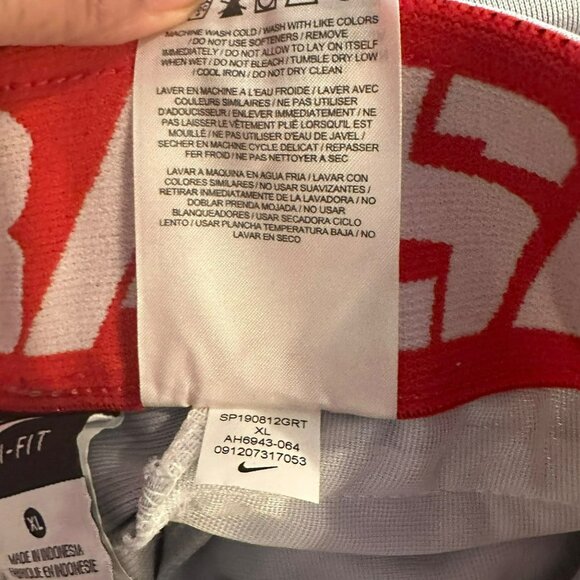 MACHINE WASH COLD / WASH WITH LIKE COLORS
/ DO NOT USE SOFTENERS / REMOVE
IMMEDIATELY / DO NOT ALLOW TO LAY ON ITSELF
WHEN WET / DO NOT BLEACH / TUMBLE DRY LOW
/ COOL IRON / DO NOT DRY CLEAN
LAVER EN MACHINE A L'EAU FROIDE / LAVER AVEC
COULEURS SIMILAIRES / NE PAS UTILISER
D'ADOUCISSEURS / ENLEVER IMMEDIATEMENT / NE
PAS LAISSER LE VÊTEMENT PLIÉ LORSQU'IL EST
MOUILLÉ / NE PAS UTILISER D'EAU DE JAVEL /
SECHER EN MACHINE CYCLE DELICAT / REPASSER
FER FROID / NE PAS NETTOYER A SEC
LAVAR A MAQUINA EN AGUA FRIA / LAVAR CON
COLORES SIMILARES / NO USAR SUAVIZANTES /
RETIRAR INMEDIATAMENTE DE LA LAVADORA / NO
DOBLAR PRENDA MOJADA / NO USAR
BLANQUEADORES / USAR SECADORA CICLO
LENTO / USAR PLANCHA TEMPERATURA BAJA / NO
LAVAR EN SECO
SP190812GRT
XL
AH6943-064
091207317053
-FIT
XL
MADE IN INDONESIA
FABRIQUÉ EN INDONESIE